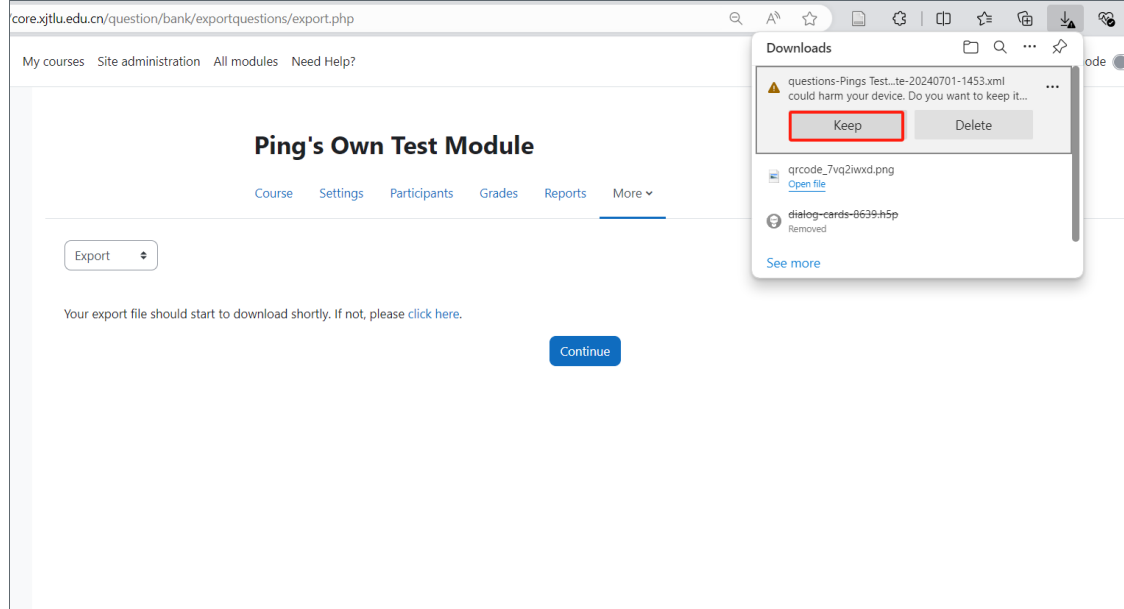 /core.xjtlu.edu.cn/question/bank/exportquestions/export.php
My courses Site administration All modules Need Help?
ode
Downloads
questions-Pings Test...te-20240701-1453.xml
could harm your device. Do you want to keep it...
Keep Delete
qrcode_7vq2iwxd.png
Open file
dialog-cards-8639.h5p
Removed
See more
Ping's Own Test Module
Course Settings Participants Grades Reports More
Export
Your export file should start to download shortly. If not, please click here.
Continue